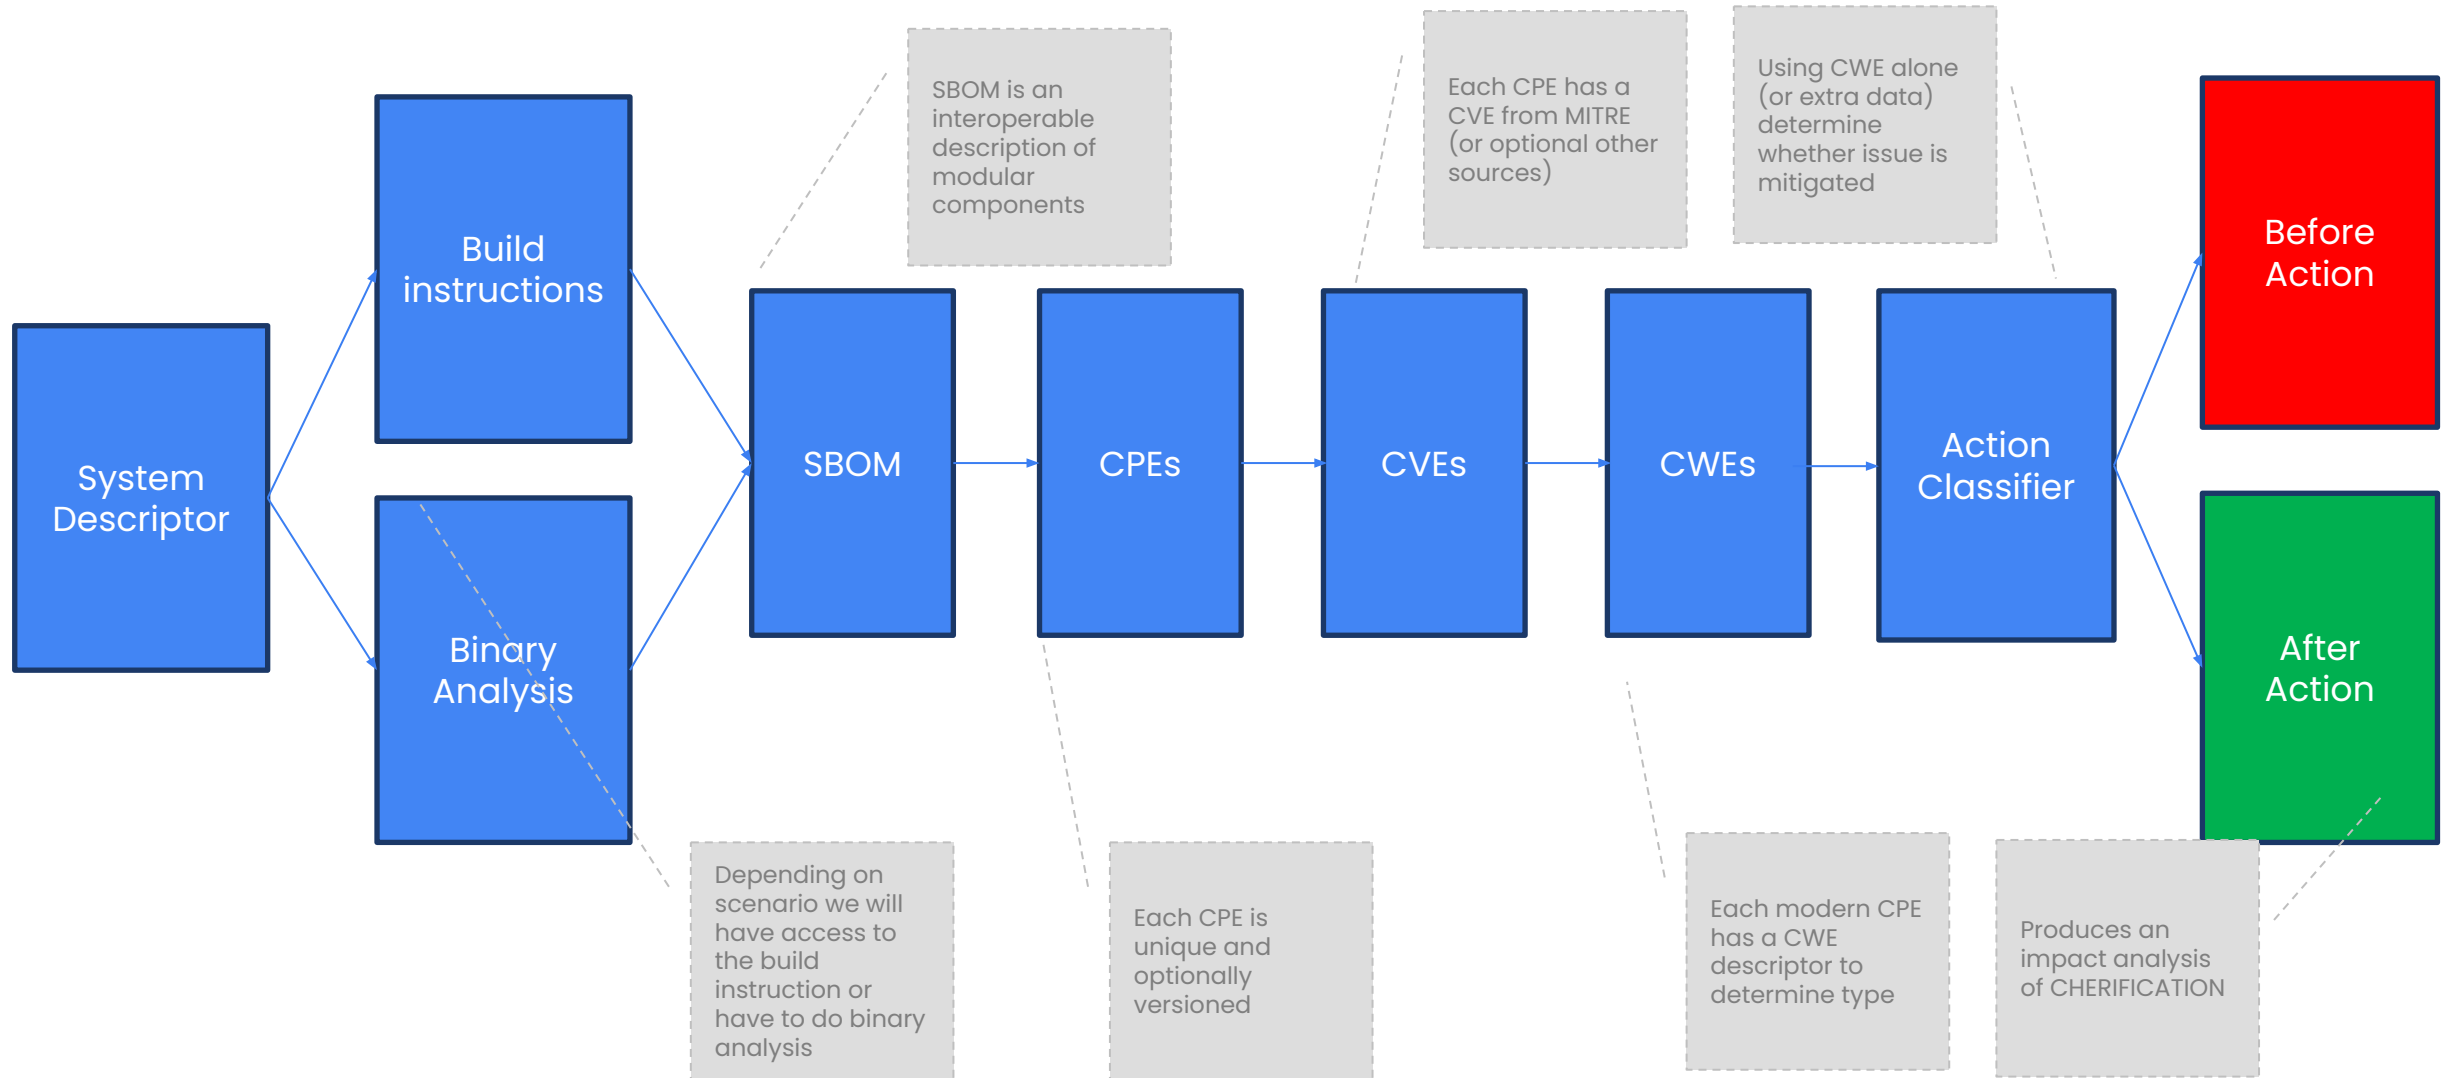 System
Descriptor
Build
instructions
Binary
Analysis
Depending on
scenario we will
have access to
the build
instruction or
have to do binary
analysis
SBOM is an
interoperable
description of
modular
components
SBOM
CPEs
Each CPE is
unique and
optionally
versioned
Each CPE has a
CVE from MITRE
(or optional other
sources)
CVEs
CWEs
Each modern CPE
has a CWE
descriptor to
determine type
Using CWE alone
(or extra data)
determine
whether issue is
mitigated
Action
Classifier
Before
Action
After
Action
Produces an
impact analysis
of CHERIFICATION